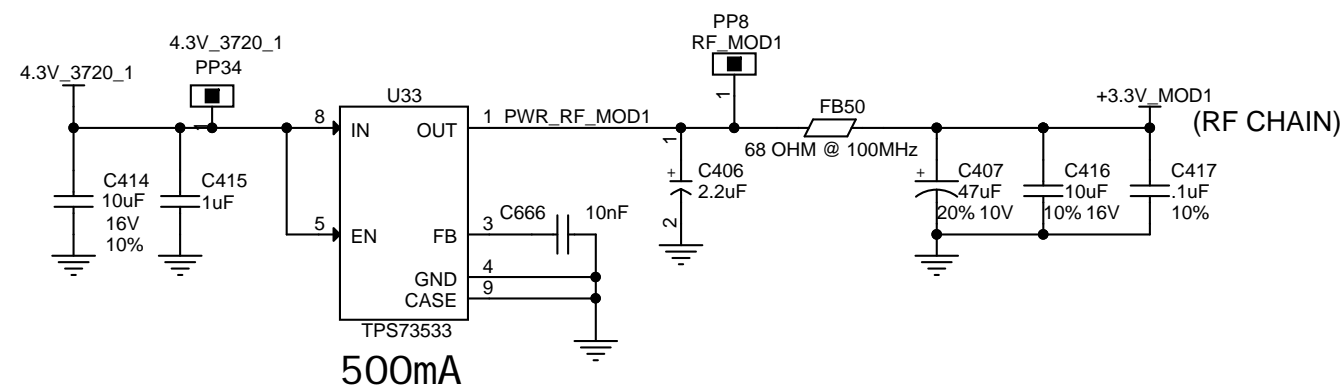 PP8
RF_MOD1
4.3V_3720_1
PP34
4.3V_3720_1
U33
8 IN OUT 1 PWR_RF_MOD1
1
FB50
68 OHM @ 100MHz
+3.3V_MOD1
(RF CHAIN)
C414
10uF
16V
10%
C415
1uF
1
+ C406
2.2uF
2
+ C407
47uF
20% 10V
C416
10uF
10% 16V
C417
.1uF
10%
5 EN FB 3
C666 10nF
GND 4
CASE 9
TPS73533
500mA